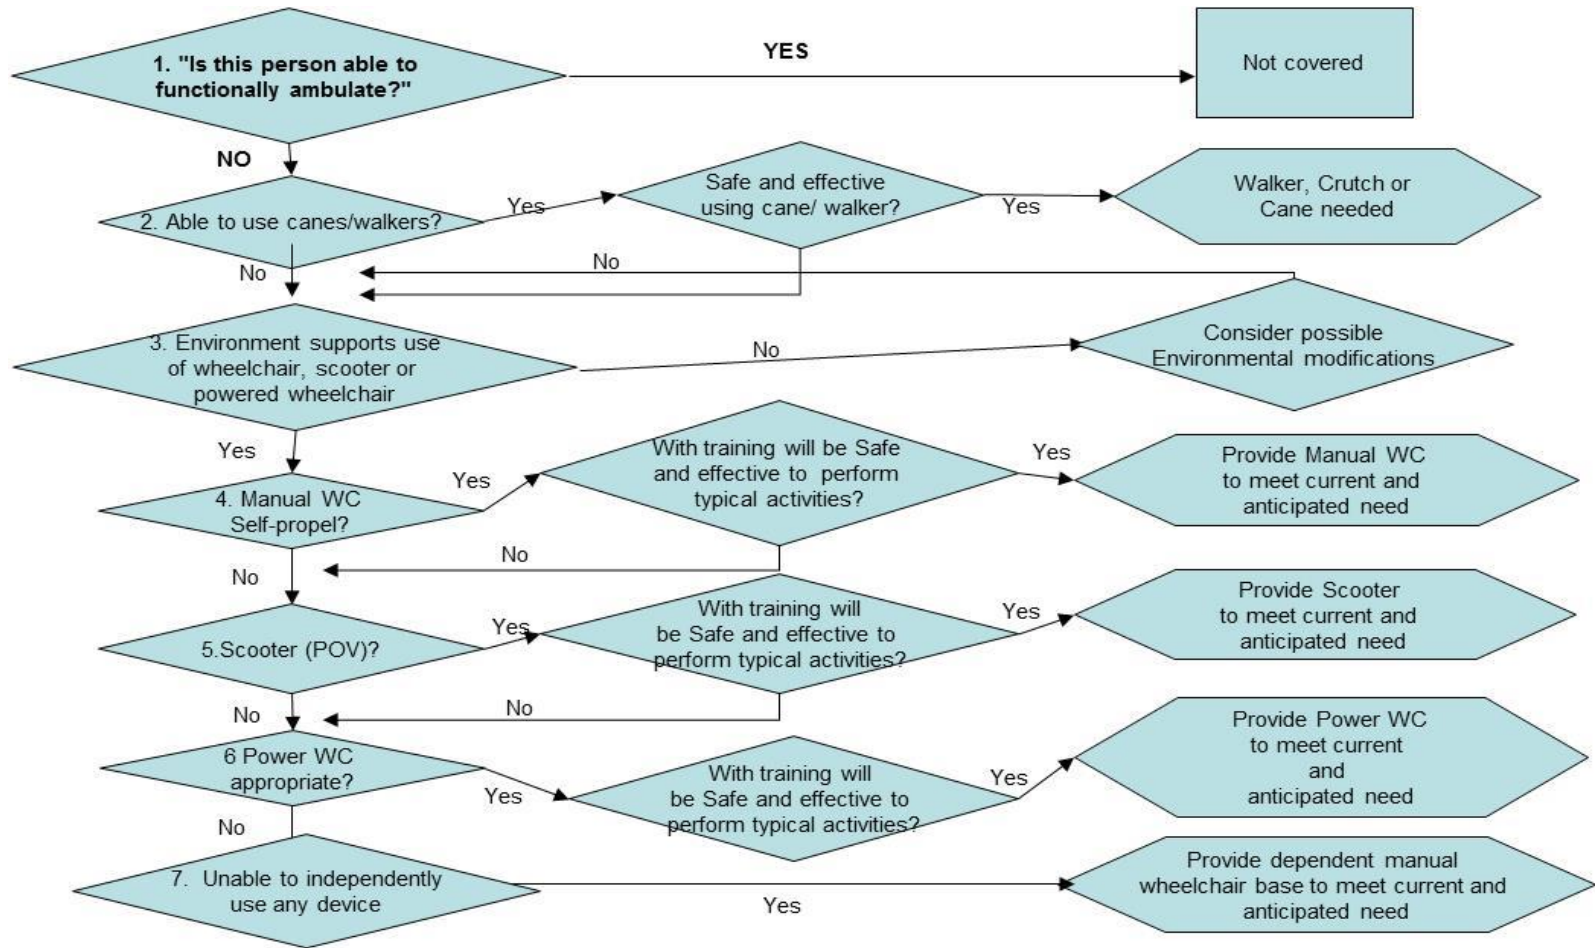 1. "Is this person able to
functionally ambulate?"
YES
Not covered
NO
2. Able to use canes/walkers?
Yes
Safe and effective
using cane/ walker?
Yes
Walker, Crutch or
Cane needed
No
No
3. Environment supports use
of wheelchair, scooter or
powered wheelchair
No
Consider possible
Environmental modifications
Yes
4. Manual WC
Self-propel?
Yes
With training will be Safe
and effective to perform
typical activities?
Yes
Provide Manual WC
to meet current and
anticipated need
No
No
5.Scooter (POV)?
Yes
With training will
be Safe and effective to
perform typical activities?
Yes
Provide Scooter
to meet current and
anticipated need
No
No
6 Power WC
appropriate?
Yes
With training will
be Safe and effective to
perform typical activities?
Yes
Provide Power WC
to meet current
and
anticipated need
No
7. Unable to independently
use any device
Yes
Provide dependent manual
wheelchair base to meet current and
anticipated need